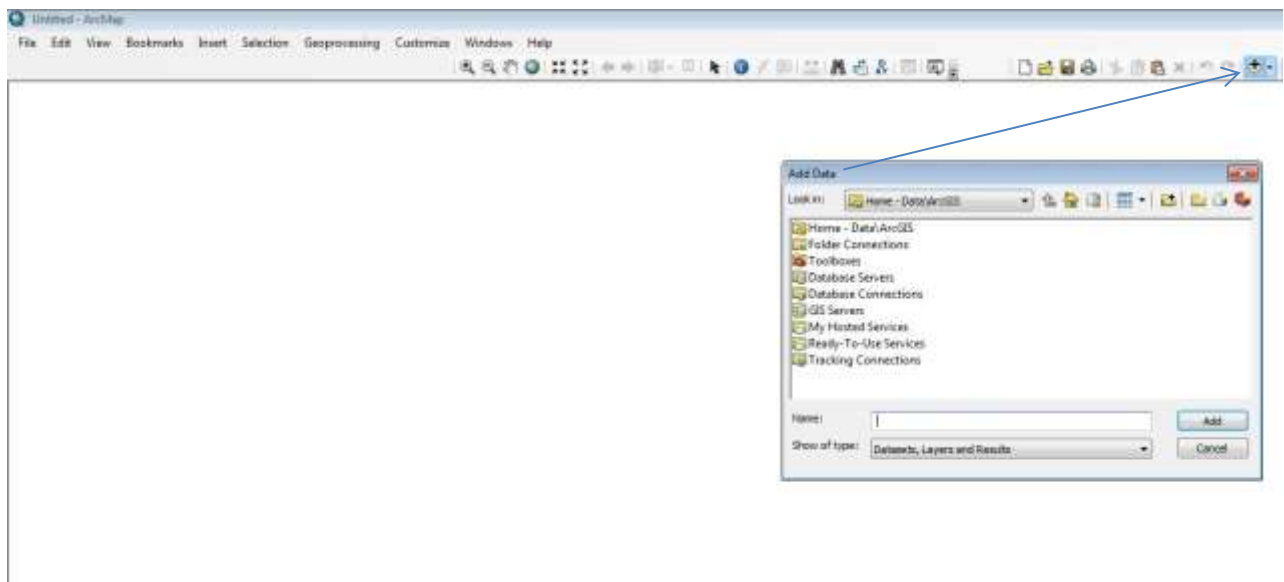 Untitled - ArcMap
File Edit View Bookmarks Insert Selection Geoprocessing Customize Windows Help
Add Data
Look in: Home - Data\ArcGIS
Home - Data\ArcGIS
Folder Connections
Toolboxes
Database Servers
Database Connections
GIS Servers
My Hosted Services
Ready-To-Use Services
Tracking Connections
Name: Add
Show of type: Datasets, Layers and Results Cancel